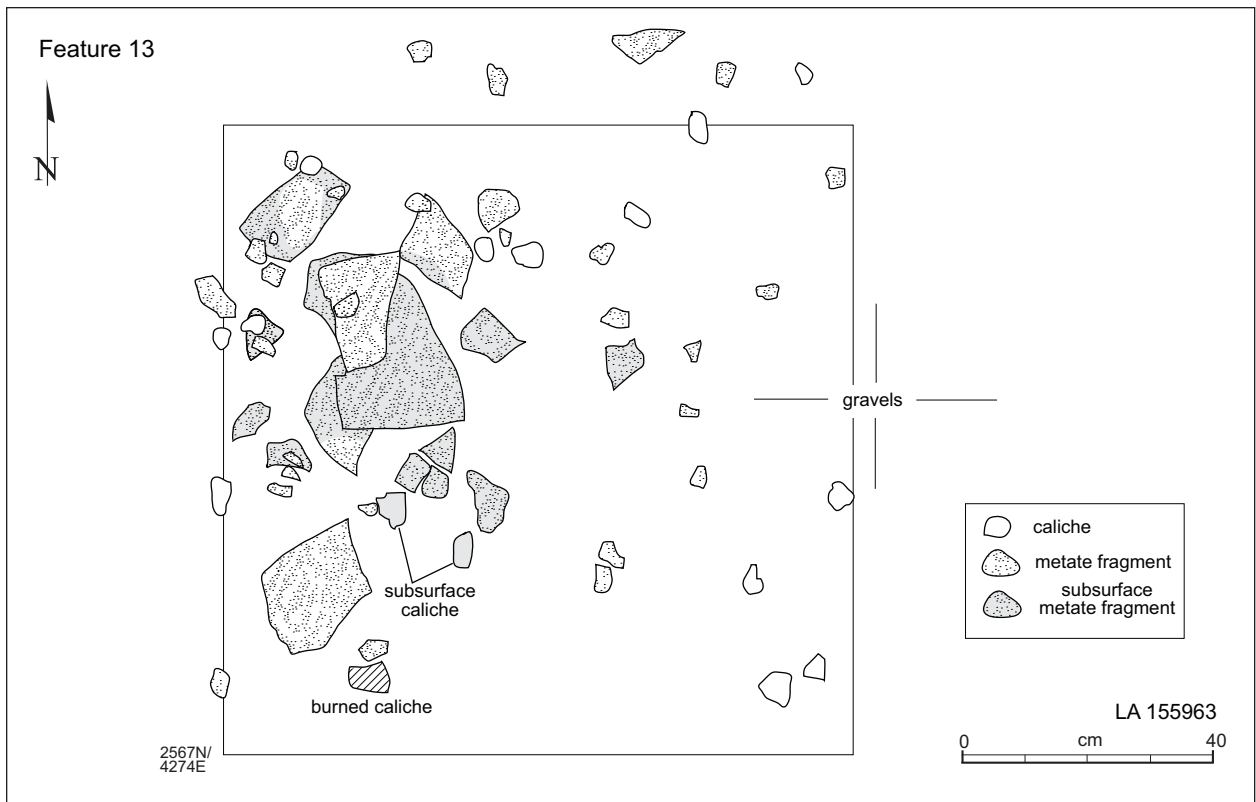 Feature 13
N
gravels
caliche
metate fragment
subsurface
metate fragment
subsurface
caliche
burned caliche
LA 155963
2567N/
4274E
0 cm 40